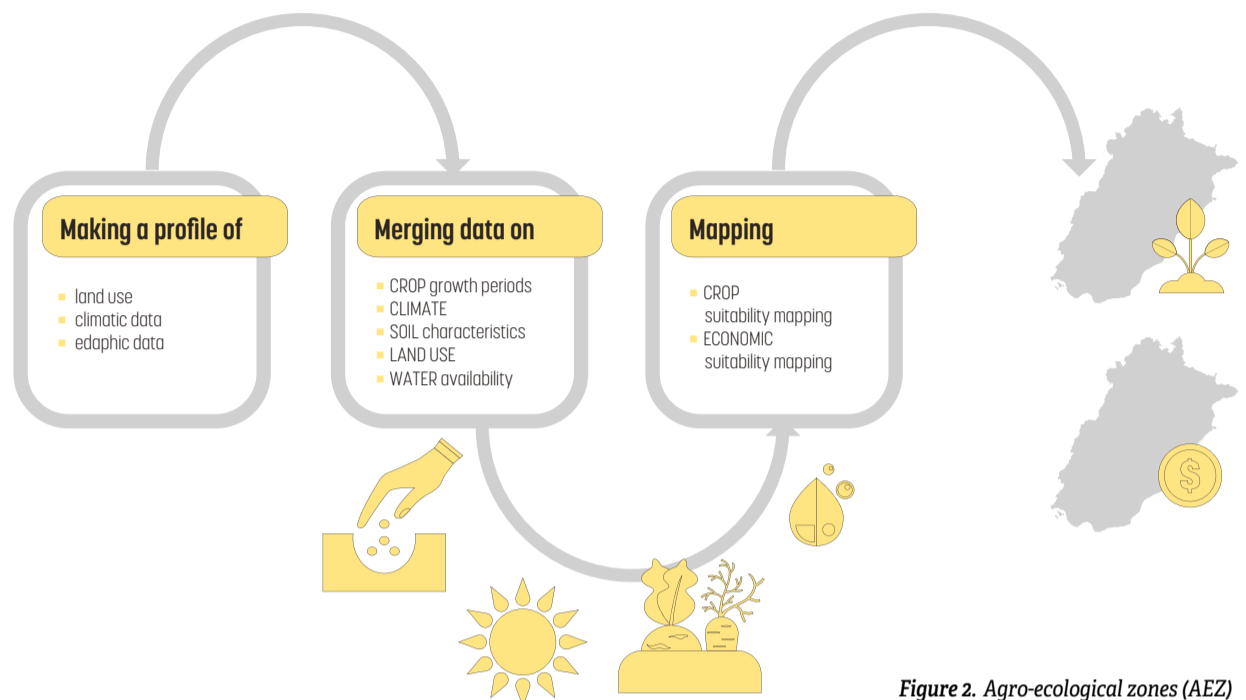 Making a profile of
▪ land use
▪ climatic data
▪ edaphic data
Merging data on
▪ CROP growth periods
▪ CLIMATE
▪ SOIL characteristics
▪ LAND USE
▪ WATER availability
Mapping
▪ CROP
suitability mapping
▪ ECONOMIC
suitability mapping
$
Figure 2. Agro-ecological zones (AEZ)